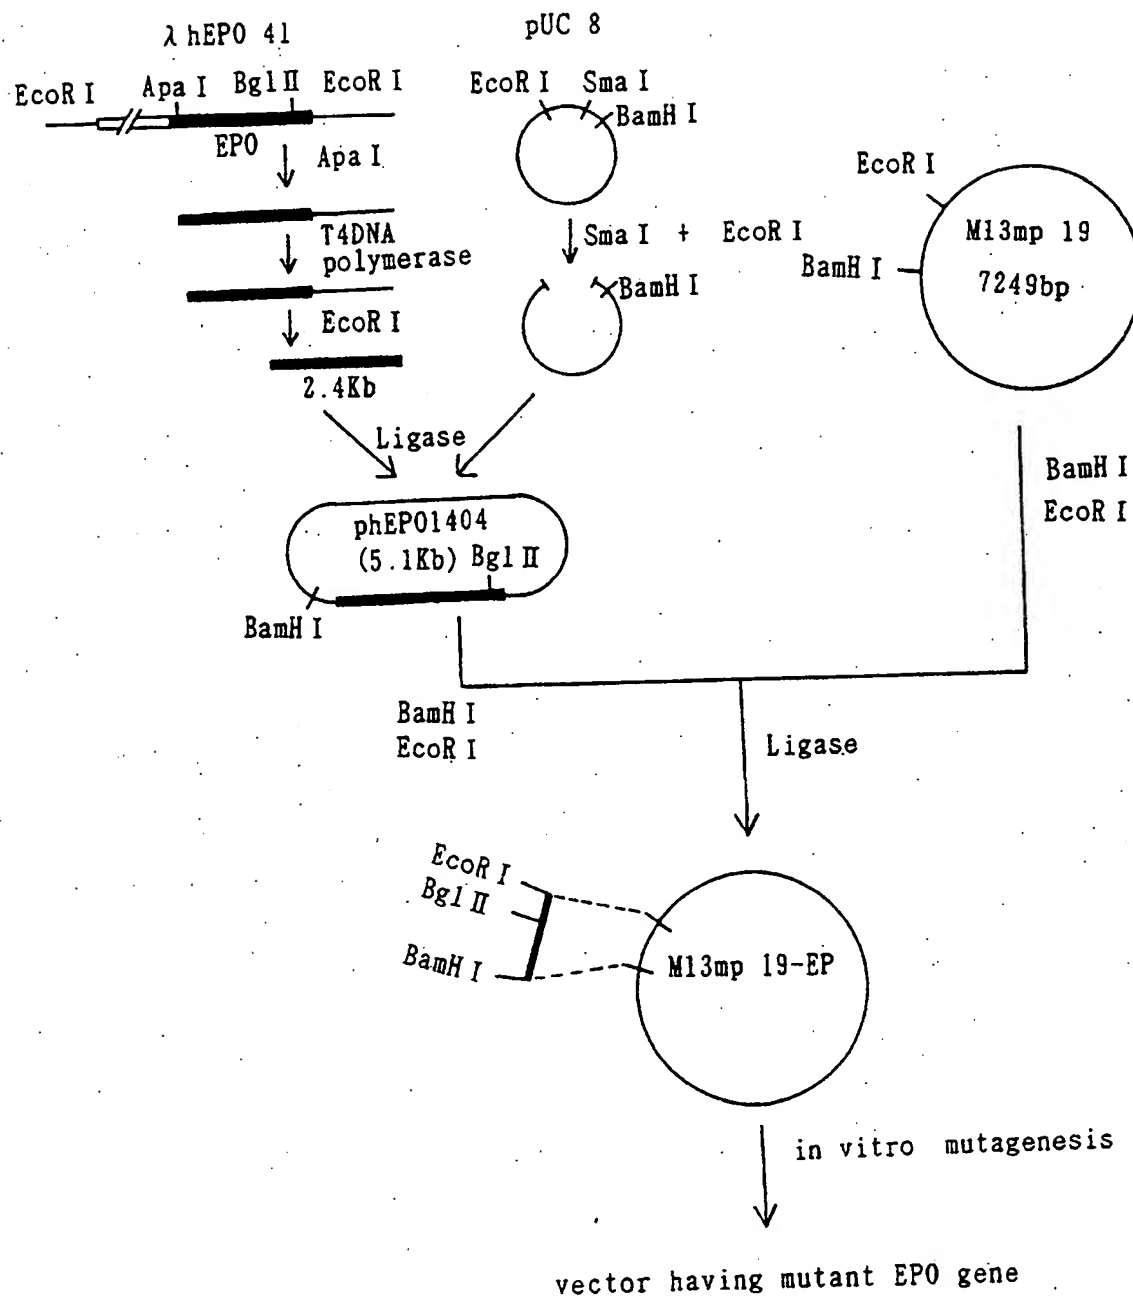 λ hEPO 41
EcoR I
Apa I
Bgl II
EcoR I
EPO
Apa I
T4DNA
polymerase
EcoR I
2.4Kb
pUC 8
EcoR I
Sma I
BamH I
Sma I + EcoR I
BamH I
EcoR I
BamH I
M13mp 19
7249bp
Ligase
phEPO1404
(5.1Kb) Bgl II
BamH I
BamH I
EcoR I
BamH I
EcoR I
Ligase
EcoR I
Bgl II
BamH I
M13mp 19-EP
in vitro mutagenesis
vector having mutant EPO gene